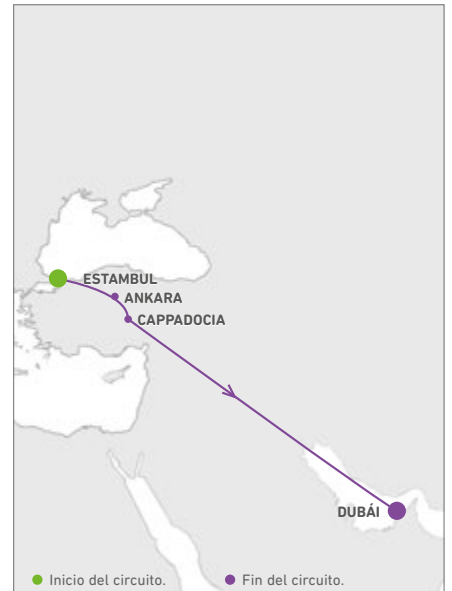 ESTAMBUL
ANKARA
CAPPADOCIA
DUBÁI
Inicio del circuito.
Fin del circuito.